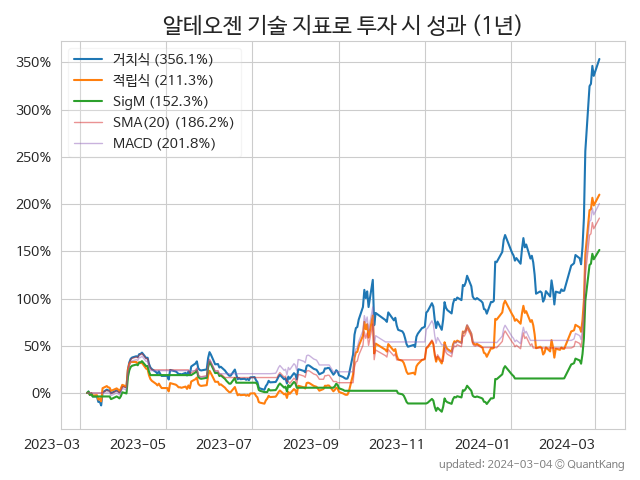 알테오젠 기술 지표로 투자 시 성과 (1년)
거치식 (356.1%)
적립식 (211.3%)
SigM (152.3%)
SMA(20) (186.2%)
MACD (201.8%)
350%
300%
250%
200%
150%
100%
50%
0%
2023-03 2023-05 2023-07 2023-09 2023-11 2024-01 2024-03
updated: 2024-03-04 ⓒ QuantKang